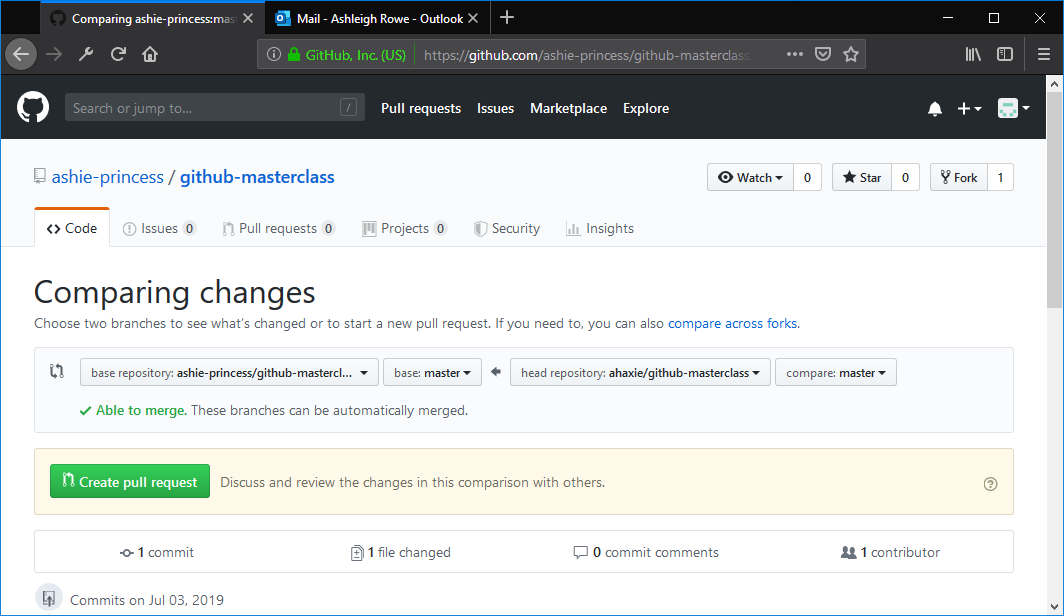 Comparing ashie-princess:mas
Mail - Ashleigh Rowe - Outlook
GitHub, Inc. (US) https://github.com/ashie-princess/github-masterclass
Search or jump to... / Pull requests Issues Marketplace Explore
ashie-princess / github-masterclass Watch 0 Star 0 Fork 1
Code Issues 0 Pull requests 0 Projects 0 Security Insights
Comparing changes
Choose two branches to see what's changed or to start a new pull request. If you need to, you can also compare across forks.
base repository: ashie-princess/github-mastercl... base: master head repository: ahaxie/github-masterclass compare: master
Able to merge. These branches can be automatically merged.
Create pull request Discuss and review the changes in this comparison with others.
1 commit 1 file changed 0 commit comments 1 contributor
Commits on Jul 03, 2019